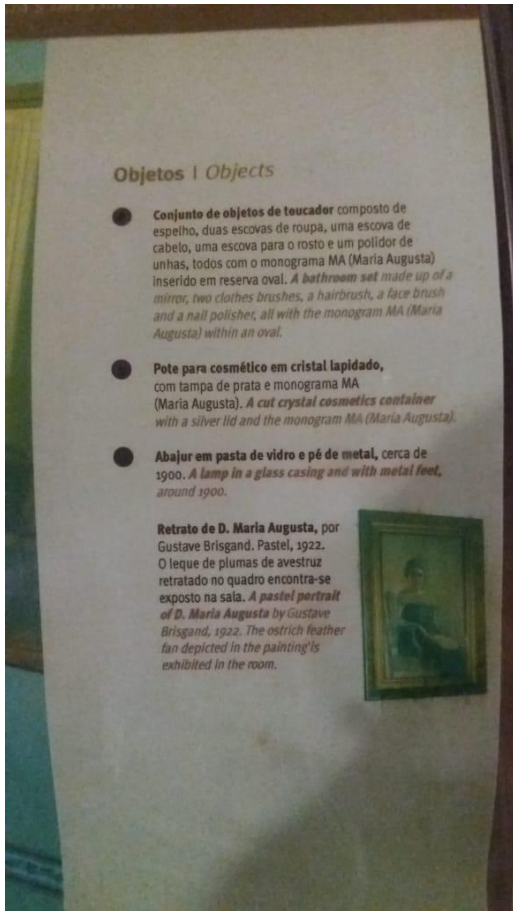 Objetos | Objects
Conjunto de objetos de toucador composto de
espelho, duas escovas de roupa, uma escova de
cabelo, uma escova para o rosto e um polidor de
unhas, todos com o monograma MA (Maria Augusta)
inserido em reserva oval. A bathroom set made up of a
mirror, two clothes brushes, a hairbrush, a face brush
and a nail polisher, all with the monogram MA (Maria
Augusta) within an oval.
Pote para cosmético em cristal lapidado,
com tampa de prata e monograma MA
(Maria Augusta). A cut crystal cosmetics container
with a silver lid and the monogram MA (Maria Augusta).
Abajur em pasta de vidro e pé de metal, cerca de
1900. A lamp in a glass casing and with metal feet,
around 1900.
Retrato de D. Maria Augusta, por
Gustave Brisgand. Pastel, 1922.
O leque de plumas de avestruz
retratado no quadro encontra-se
exposto na sala. A pastel portrait
of D. Maria Augusta by Gustave
Brisgand, 1922. The ostrich feather
fan depicted in the painting is
exhibited in the room.